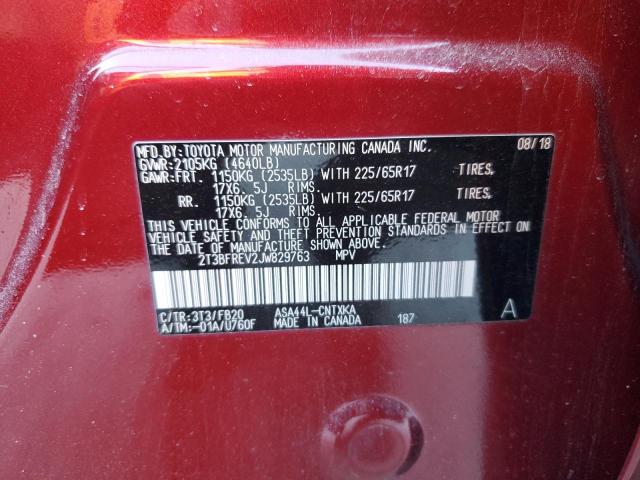 MFD.BY:TOYOTA MOTOR MANUFACTURING CANADA INC. 08/18
GVWR:2105KG (4640LB)
GAWR:FRT. 1150KG (2535LB) WITH 225/65R17 TIRES,
17X6. 5J RIMS.
RR. 1150KG (2535LB) WITH 225/65R17 TIRES,
17X6. 5J RIMS.
THIS VEHICLE CONFORMS TO ALL APPLICABLE FEDERAL MOTOR
VEHICLE SAFETY AND THEFT PREVENTION STANDARDS IN EFFECT
ON THE DATE OF MANUFACTURE SHOWN ABOVE.
2T3BFREV2JW829763 MPV
C/TR:3T3/FB20 ASA44L-CNTXKA A
A/TM:-01A/U760F MADE IN CANADA 187